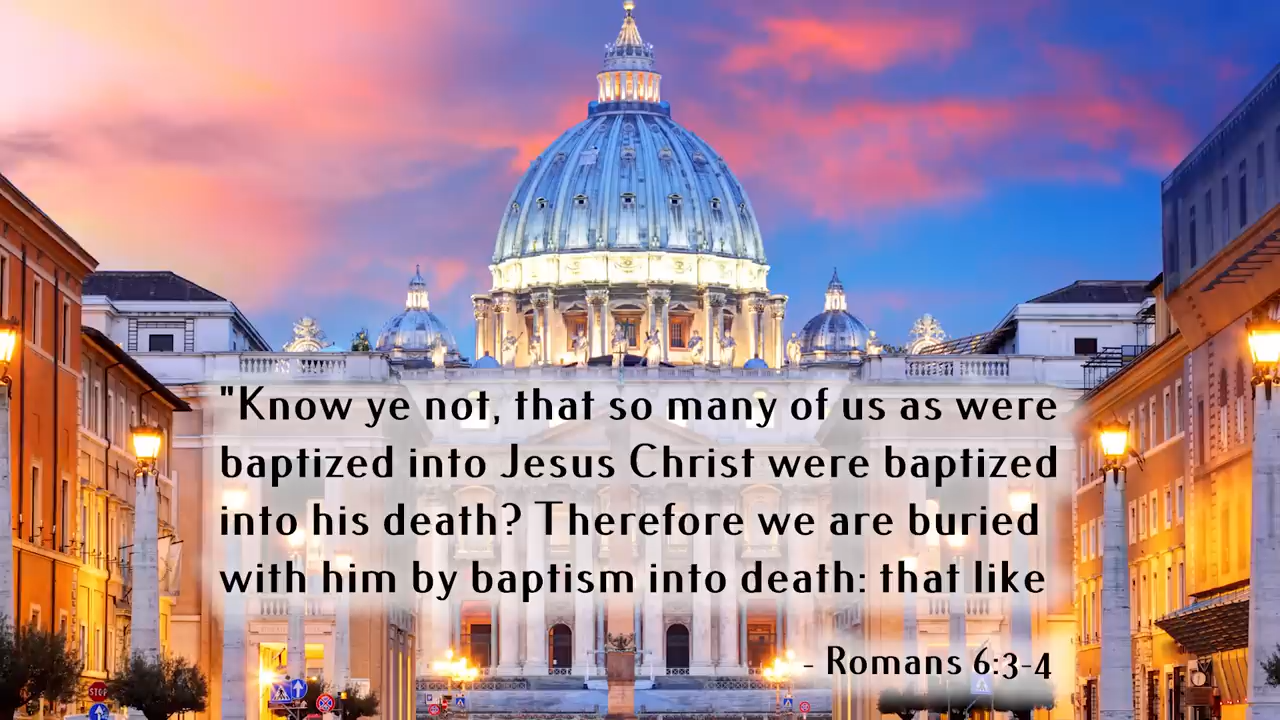 "Know ye not, that so many of us as were
baptized into Jesus Christ were baptized
into his death? Therefore we are buried
with him by baptism into death: that like
- Romans 6:3-4
STOP